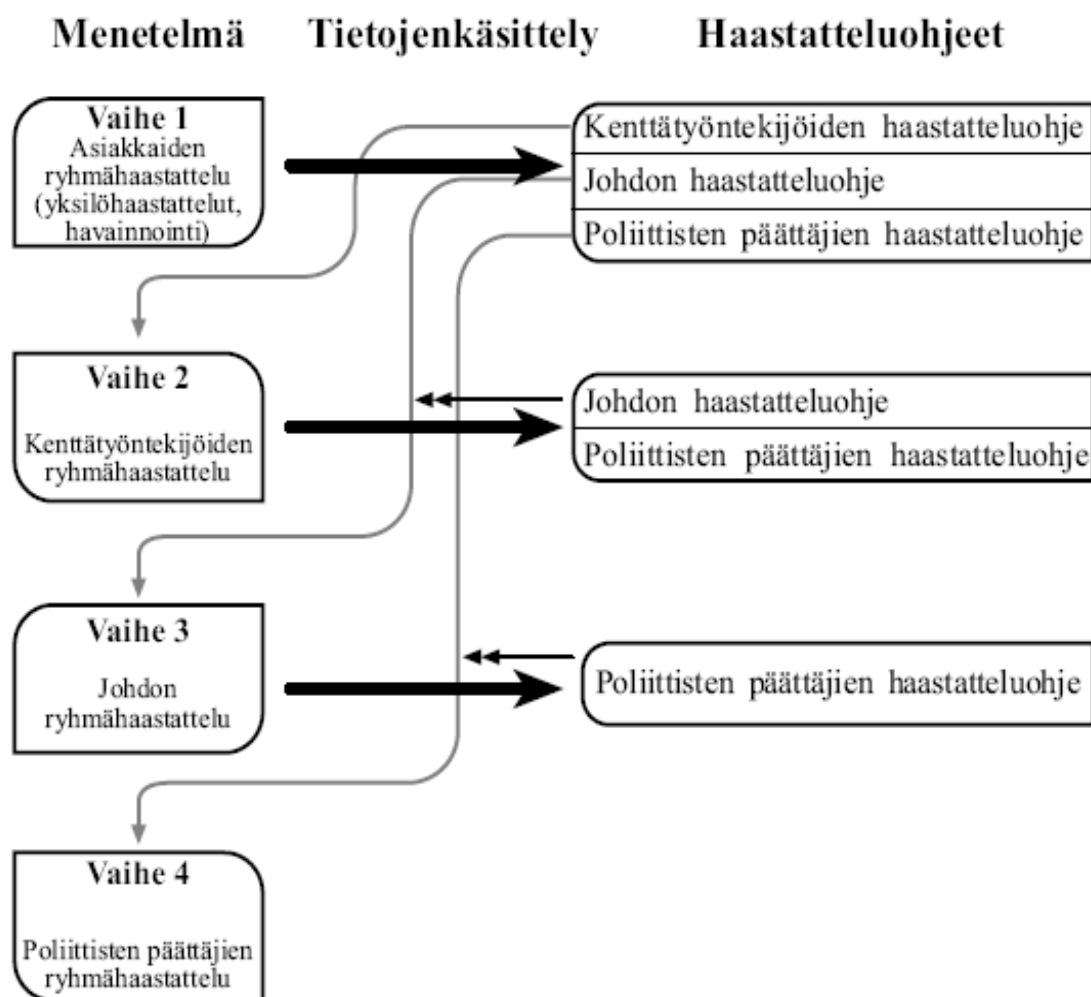 Menetelmä Tietojenkäsittely Haastatteluohjeet
Vaihe 1
Asiakkaiden
ryhmähaastattelu
(yksilöhaastattelut,
havainnointi)
Kenttätyöntekijöiden haastatteluohje
Johdon haastatteluohje
Poliittisten päättäjien haastatteluohje
Vaihe 2
Kenttätyöntekijöiden
ryhmähaastattelu
Johdon haastatteluohje
Poliittisten päättäjien haastatteluohje
Vaihe 3
Johdon
ryhmähaastattelu
Poliittisten päättäjien haastatteluohje
Vaihe 4
Poliittisten päättäjien
ryhmähaastattelu